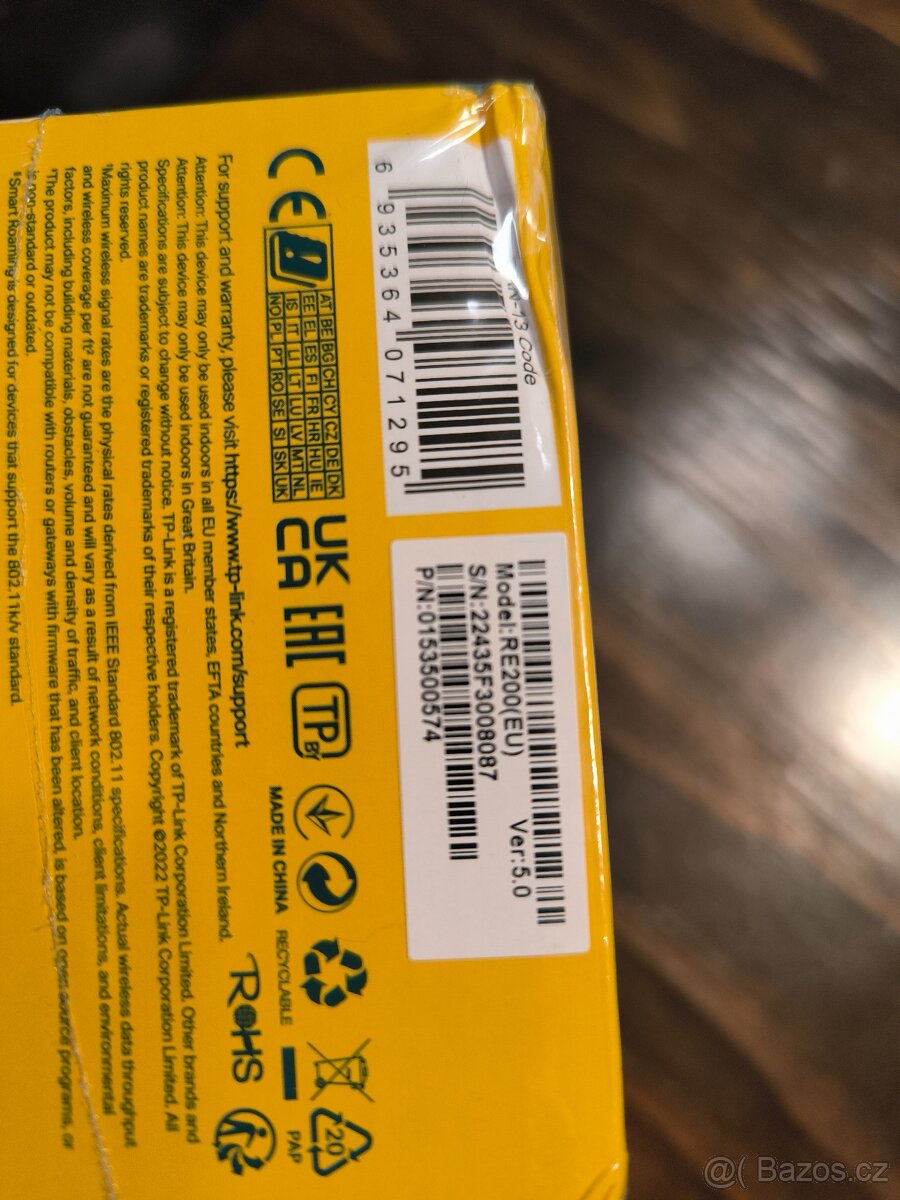 EAN-13 Code
6 935364 071295
Model:RE200(EU) Ver:5.0
S/N:22435F3008087
P/N:0153500574
CE
AT BE BG CH CY CZ DE DK
EE EL ES FI FR HR HU IE
IS IT LI LT LU LV MT NL
NO PL PT RO SE SI SK UK
UK
CA
EAC
TP
BY
MADE IN CHINA
RECYCLABLE
20
PAP
RoHS
For support and warranty, please visit https://www.tp-link.com/support
Attention: This device may only be used indoors in all EU member states, EFTA countries and Northern Ireland.
Attention: This device may only be used indoors in Great Britain.
Specifications are subject to change without notice. TP-Link is a registered trademark of TP-Link Corporation Limited. Other brands and
product names are trademarks or registered trademarks of their respective holders. Copyright ©2022 TP-Link Corporation Limited. All
rights reserved.
†Maximum wireless signal rates are the physical rates derived from IEEE Standard 802.11 specifications. Actual wireless data throughput
and wireless coverage per ft² are not guaranteed and will vary as a result of network conditions, client limitations, and environmental
factors, including building materials, obstacles, volume and density of traffic, and client location.
‡The product may not be compatible with routers or gateways with firmware that has been altered, is based on open source programs, or
is non-standard or outdated.
§Smart Roaming is designed for devices that support the 802.11k/v standard.
@( Bazos.cz